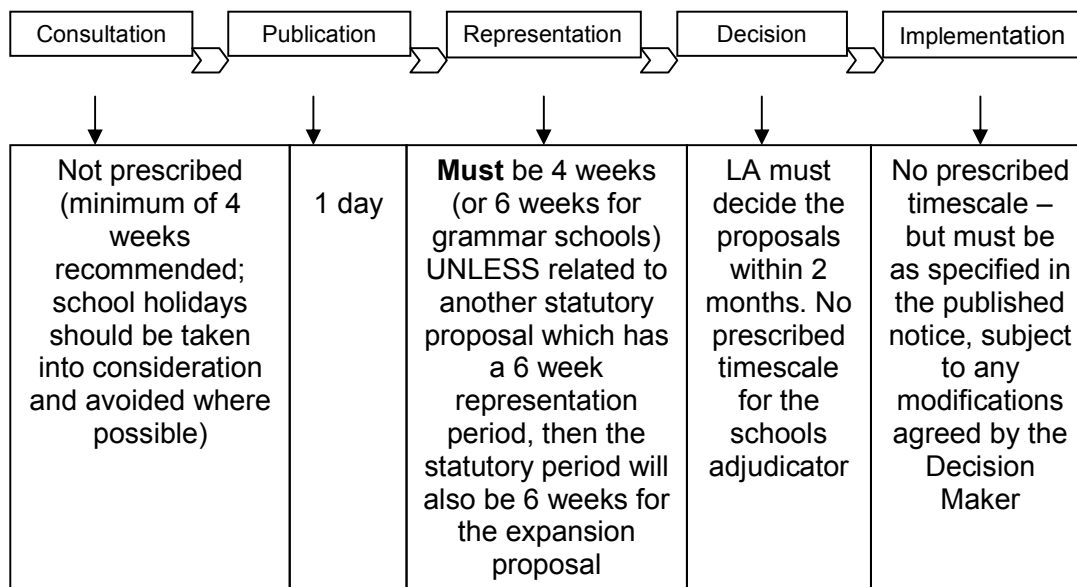 Consultation
Publication
Representation
Decision
Implementation
Not prescribed
(minimum of 4
weeks
recommended;
school holidays
should be taken
into consideration
and avoided where
possible)
1 day
Must be 4 weeks
(or 6 weeks for
grammar schools)
UNLESS related to
another statutory
proposal which has
a 6 week
representation
period, then the
statutory period will
also be 6 weeks for
the expansion
proposal
LA must
decide the
proposals
within 2
months. No
prescribed
timescale
for the
schools
adjudicator
No prescribed
timescale –
but must be
as specified in
the published
notice, subject
to any
modifications
agreed by the
Decision
Maker